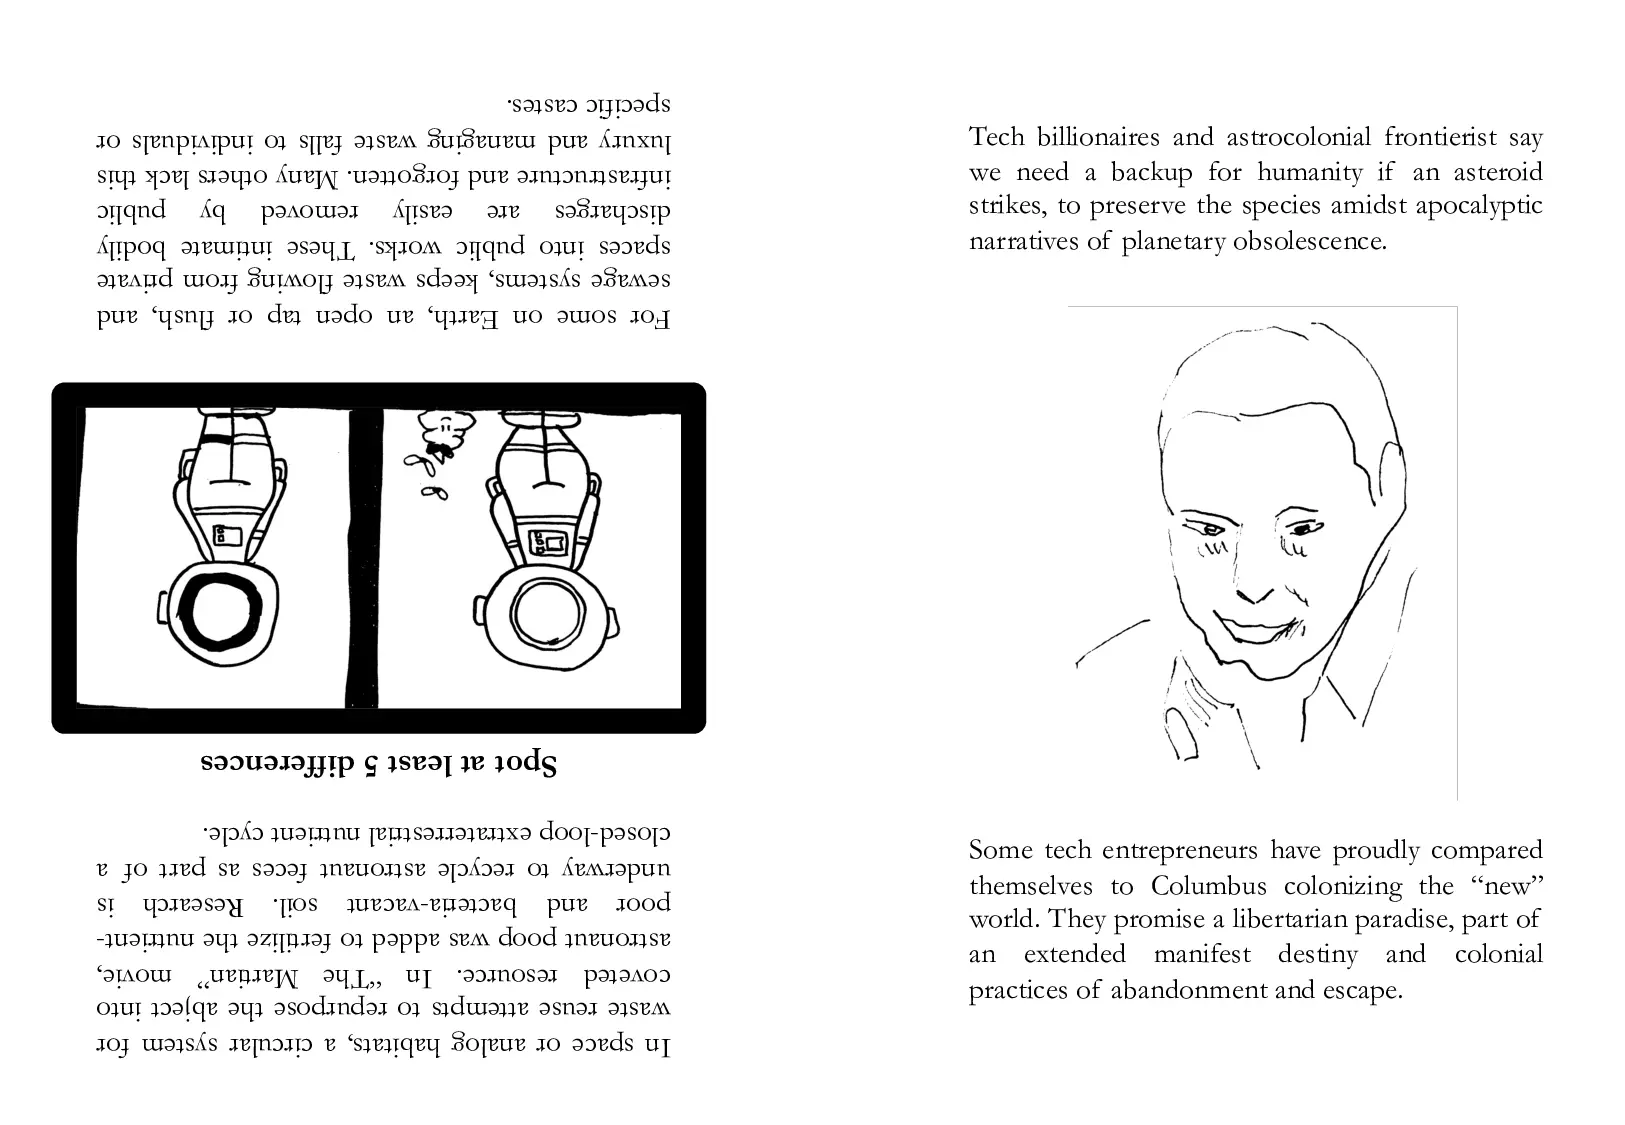 In space or analog habitats, a circular system for
waste reuse attempts to repurpose the abject into
coveted resource. In “The Martian” movie,
astronaut poop was added to fertilize the nutrient-
poor and bacteria-vacant soil. Research is
underway to recycle astronaut feces as part of a
closed-loop extraterrestrial nutrient cycle.
Spot at least 5 differences
For some on Earth, an open tap or flush, and
sewage systems, keeps waste flowing from private
spaces into public works. These intimate bodily
discharges are easily removed by public
infrastructure and forgotten. Many others lack this
luxury and managing waste falls to individuals or
specific castes.
Tech billionaires and astrocolonial frontierist say
we need a backup for humanity if an asteroid
strikes, to preserve the species amidst apocalyptic
narratives of planetary obsolescence.
Some tech entrepreneurs have proudly compared
themselves to Columbus colonizing the “new”
world. They promise a libertarian paradise, part of
an extended manifest destiny and colonial
practices of abandonment and escape.